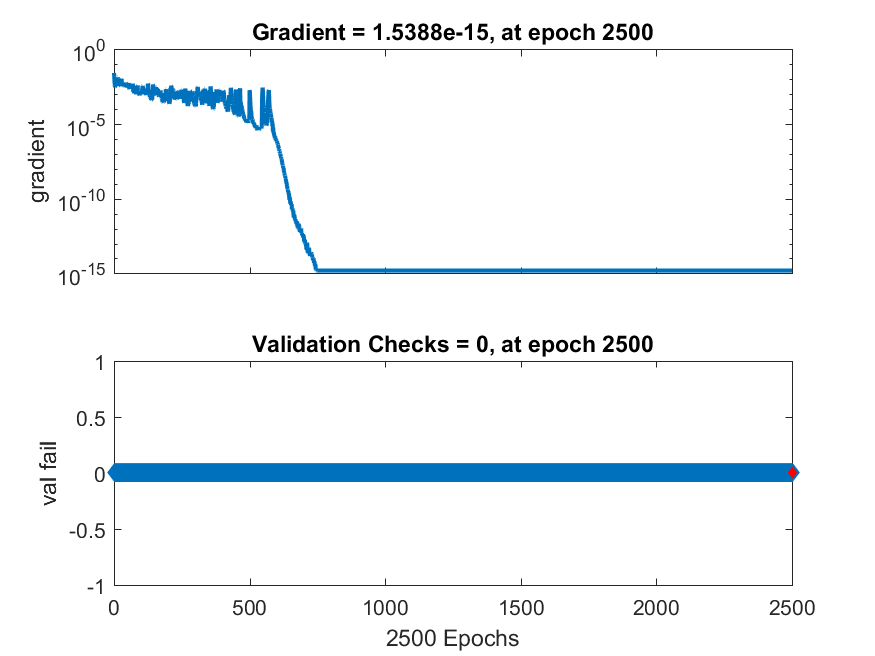 Gradient = 1.5388e-15, at epoch 2500
10^0
10^-5
10^-10
10^-15
gradient
Validation Checks = 0, at epoch 2500
1
0.5
0
-0.5
-1
val fail
0 500 1000 1500 2000 2500
2500 Epochs